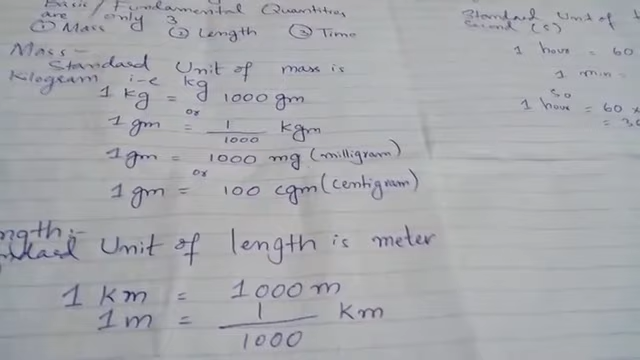 Basic / Fundamental Quantities
are only 3
① Mass ② Length ③ Time
Mass -
Standard Unit of mass is
Kilogram i-e kg
1 kg = 1000 gm
or
1 gm = 1/1000 kgm
1 gm = 1000 mg (milligram)
or
1 gm = 100 cgm (centigram)
Unit of length is meter
1 Km = 1000 m
1 m = 1/1000 Km
Standard Unit of
Second (s)
1 hour = 60
1 min =
so
1 hour = 60 x